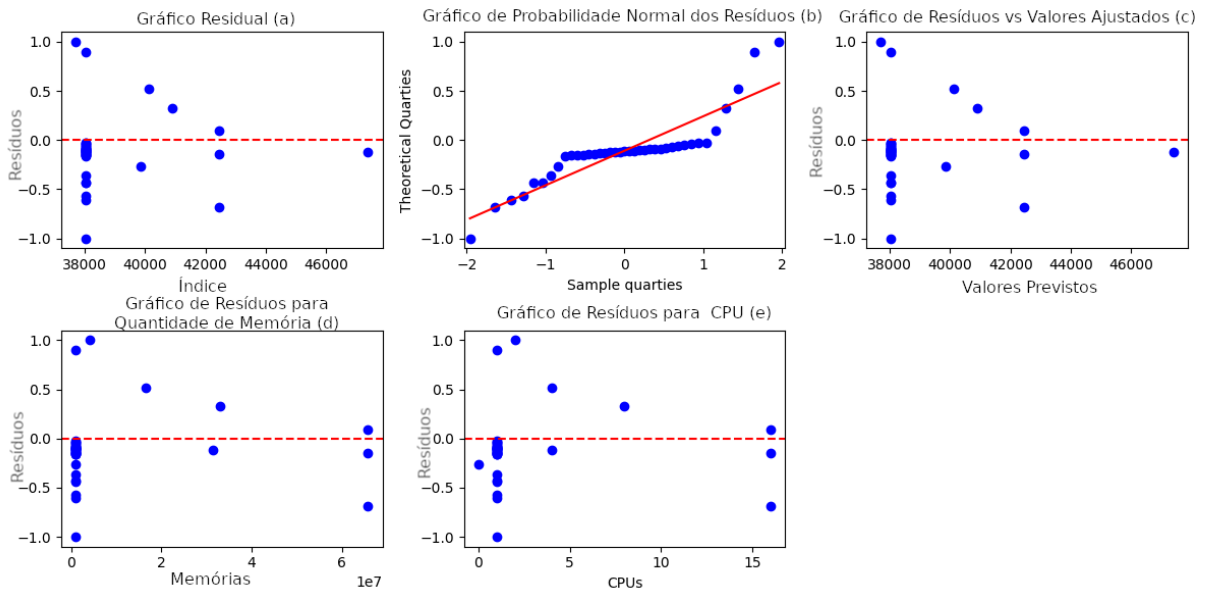 Gráfico Residual (a)
Resíduos
1.0
0.5
0.0
−0.5
−1.0
38000 40000 42000 44000 46000
Índice
Gráfico de Probabilidade Normal dos Resíduos (b)
Theoretical Quarties
1.0
0.5
0.0
−0.5
−1.0
−2 −1 0 1 2
Sample quarties
Gráfico de Resíduos vs Valores Ajustados (c)
Resíduos
1.0
0.5
0.0
−0.5
−1.0
38000 40000 42000 44000 46000
Valores Previstos
Gráfico de Resíduos para
Quantidade de Memória (d)
Resíduos
1.0
0.5
0.0
−0.5
−1.0
0 2 4 6
1e7
Memórias
Gráfico de Resíduos para CPU (e)
Resíduos
1.0
0.5
0.0
−0.5
−1.0
0 5 10 15
CPUs